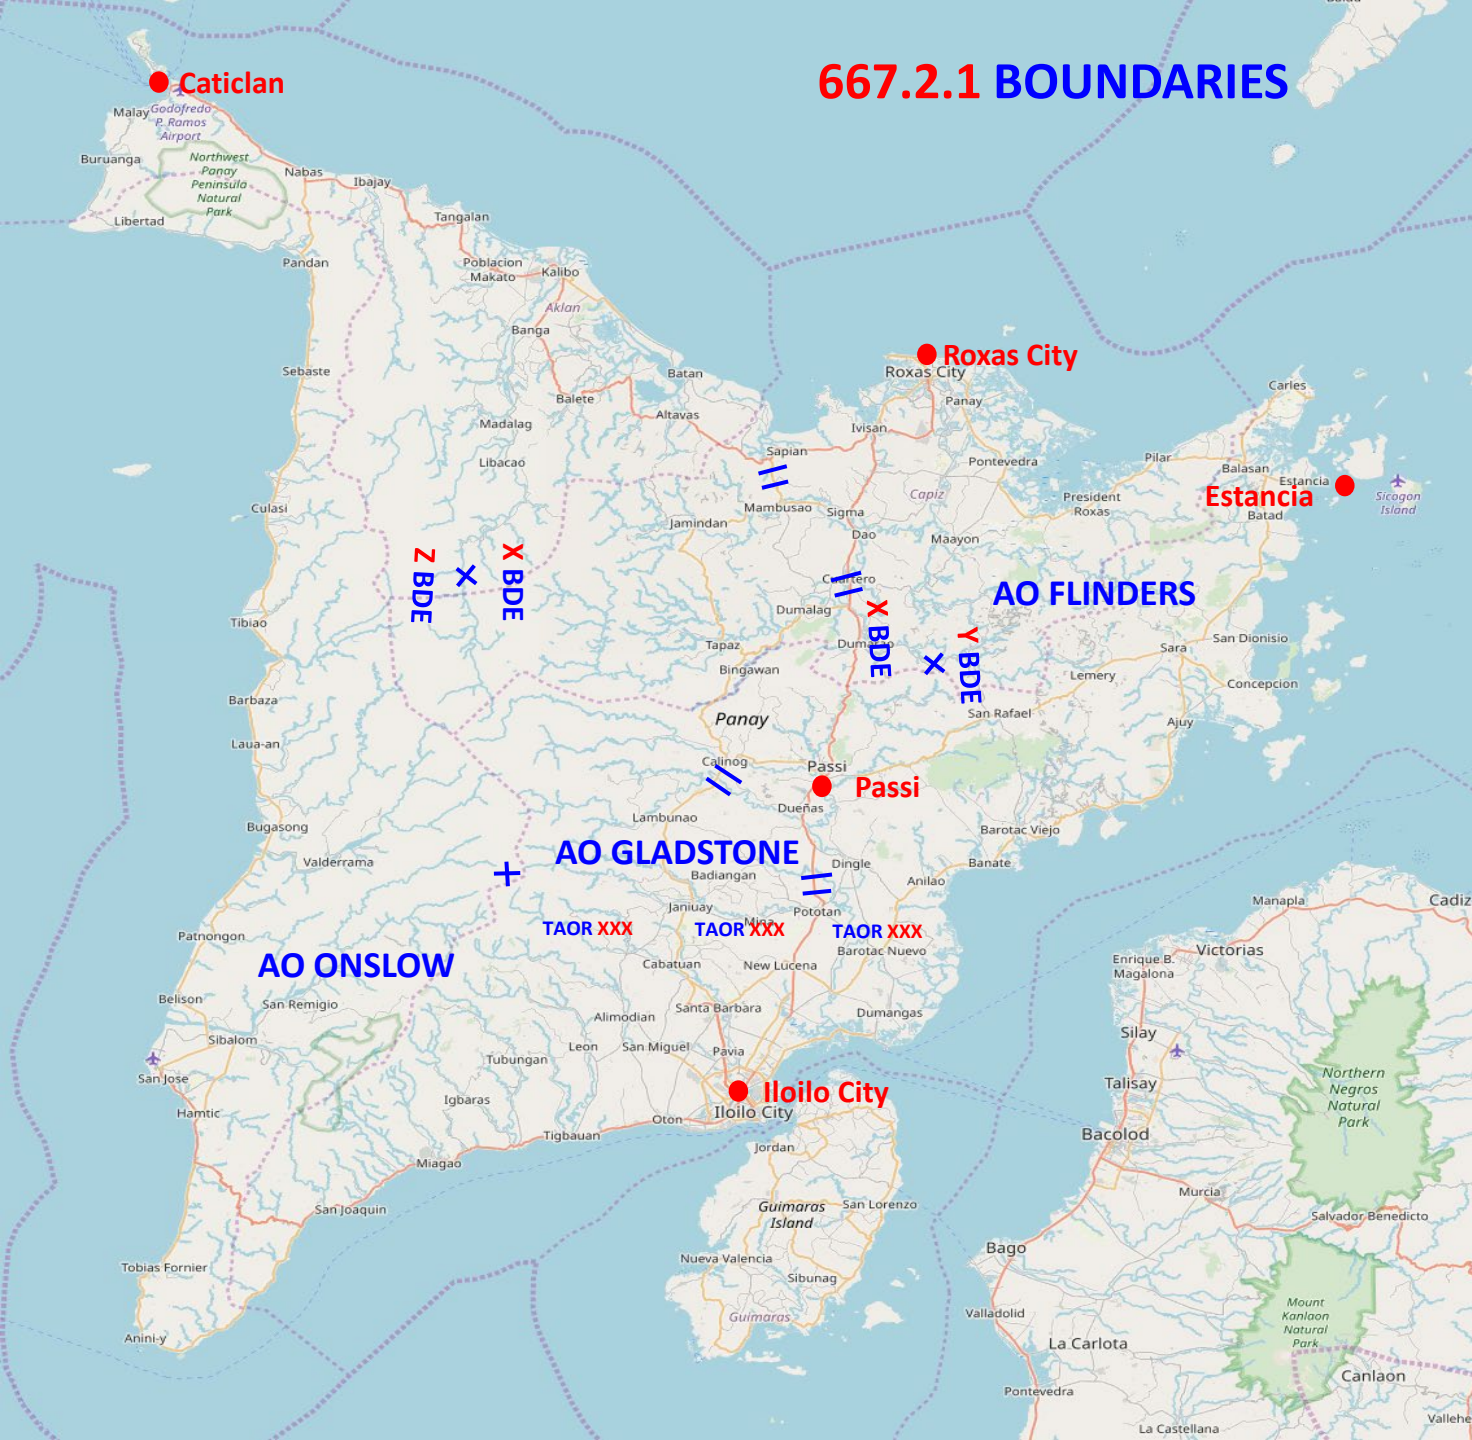 667.2.1 BOUNDARIES
Caticlan
Malay
Godofredo
P. Ramos
Airport
Buruanga
Northwest
Panay
Peninsula
Natural
Park
Nabas
Ibajay
Libertad
Tangalan
Pandan
Poblacion
Makato
Kalibo
Aklan
Banga
Sebaste
Batan
Balete
Altavas
Madalag
Libacao
Culasi
Roxas City
Roxas City
Panay
Ivisan
Sapian
Pontevedra
Carles
Pilar
Balasan
Estancia
Estancia
Batad
Sicogon
Island
Capiz
President
Roxas
Mambusao
Sigma
Jamindan
Dao
Maayon
Z BDE
X BDE
Cuartero
AO FLINDERS
Dumalag
X BDE
Y BDE
Tibiao
Tapaz
Dumarao
San Dionisio
Sara
Bingawan
Lemery
Concepcion
Barbaza
Panay
San Rafael
Ajuy
Laua-an
Calinog
Passi
Passi
Dueñas
Lambunao
Bugasong
Barotac Viejo
Valderrama
AO GLADSTONE
Badiangan
Dingle
Banate
Anilao
Janiuay
Mina
Pototan
TAOR XXX
TAOR XXX
TAOR XXX
Patnongon
Barotac Nuevo
AO ONSLOW
Cabatuan
New Lucena
Belison
San Remigio
Santa Barbara
Dumangas
Alimodian
Sibalom
Leon
San Miguel
Pavia
Tubungan
San Jose
Igbaras
Iloilo City
Iloilo City
Hamtic
Oton
Tigbauan
Miagao
Jordan
San Joaquin
Guimaras
Island
San Lorenzo
Nueva Valencia
Tobias Fornier
Sibunag
Guimaras
Anini-y
Manapla
Cadiz
Victorias
Enrique B.
Magalona
Silay
Talisay
Northern
Negros
Natural
Park
Bacolod
Murcia
Salvador Benedicto
Bago
Valladolid
Mount
Kanlaon
Natural
Park
La Carlota
Canlaon
Pontevedra
La Castellana
Vallehe